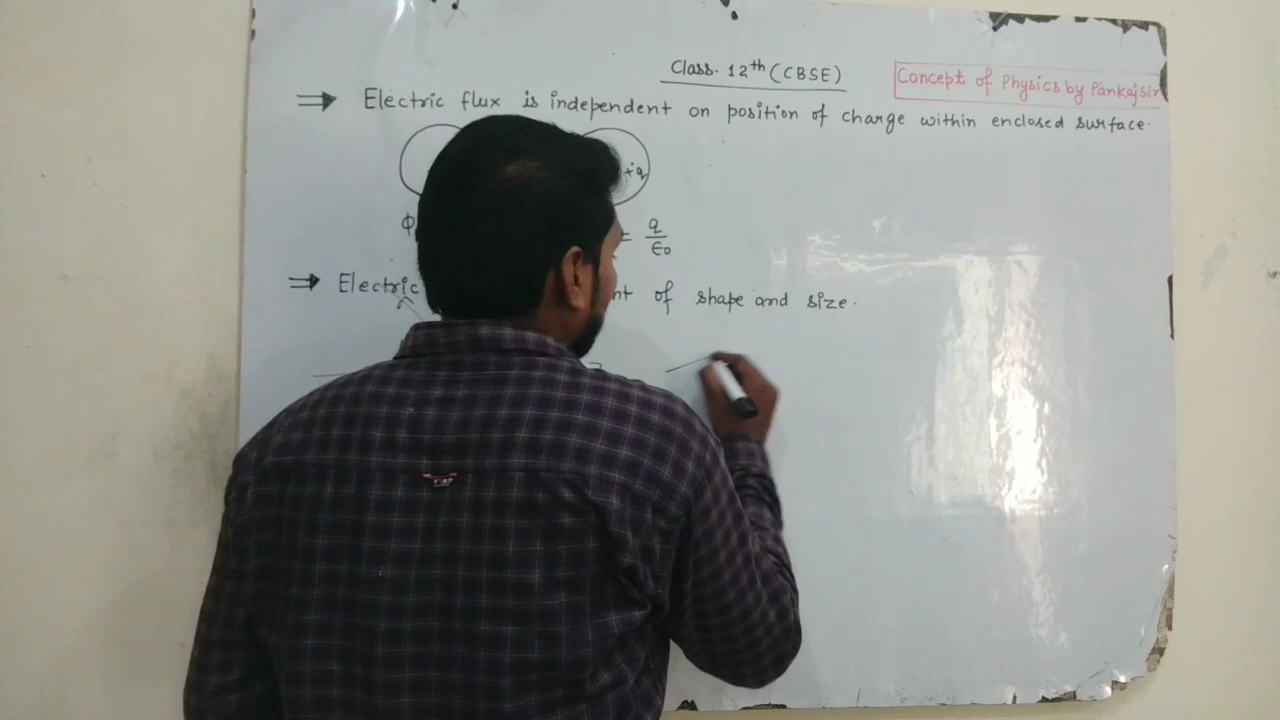 Class. 12th (CBSE)
Concept of Physics by Pankaj Sir
⇒ Electric flux is independent on position of charge within enclosed surface.
+q
ϕ = q/ϵ0
⇒ Electric of shape and size.